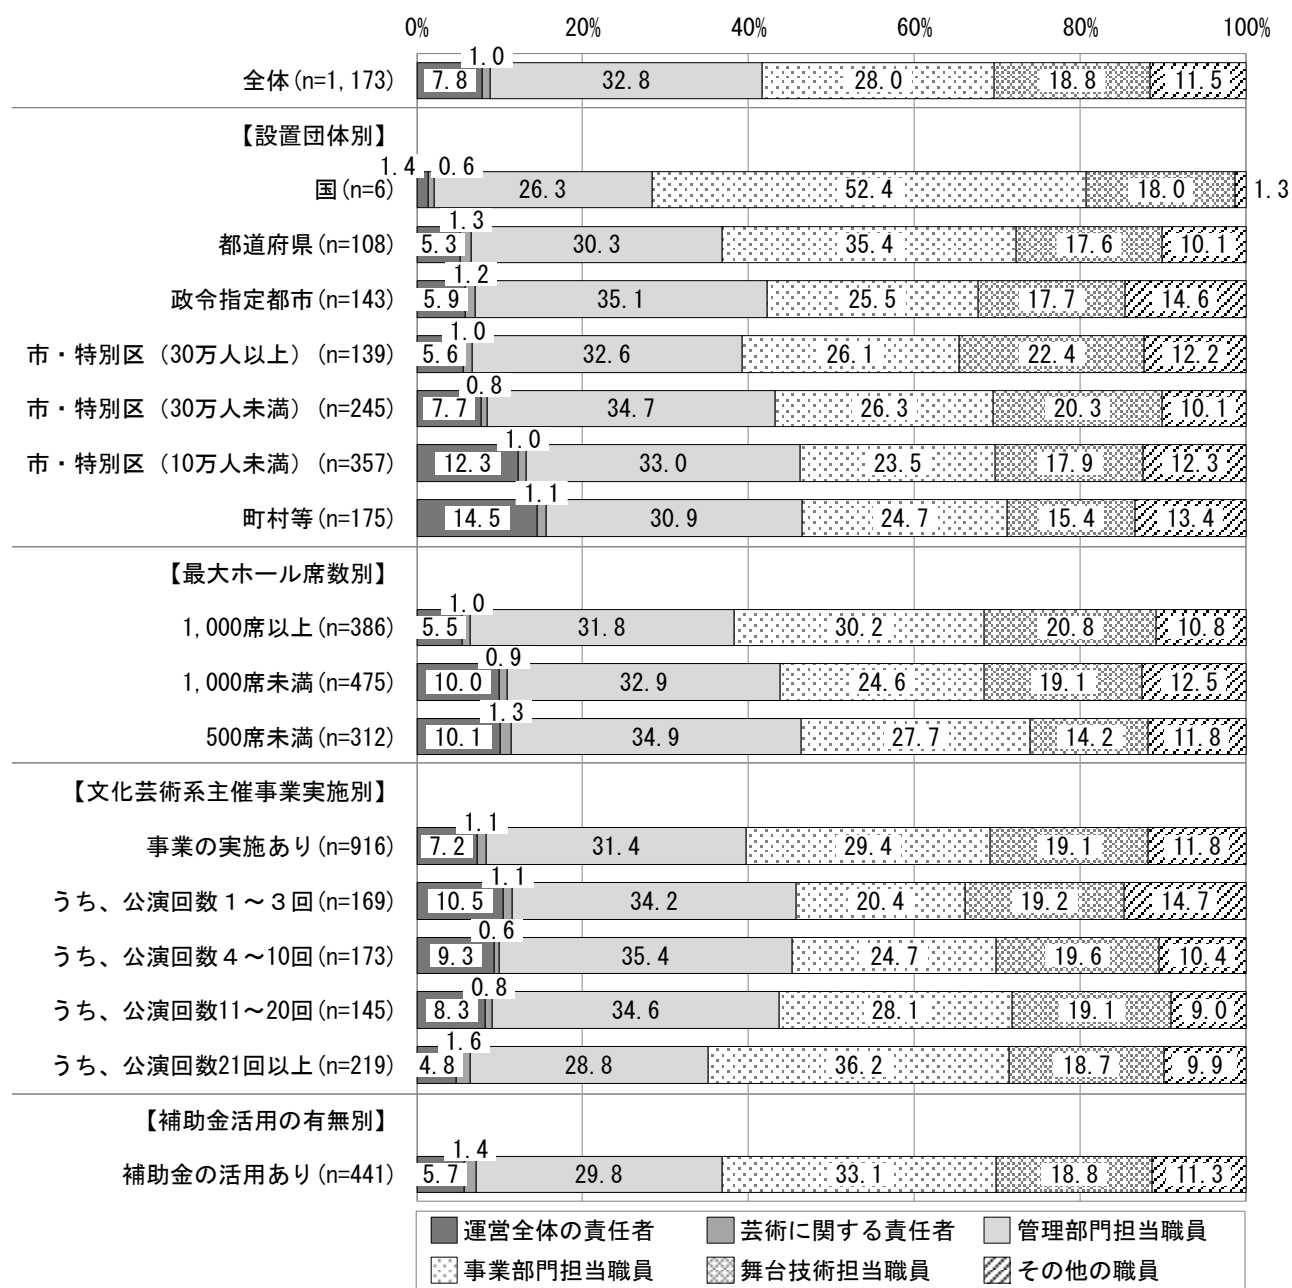 0% 20% 40% 60% 80% 100%
全体(n=1,173) 7.8 1.0 32.8 28.0 18.8 11.5
【設置団体別】
国(n=6) 1.4 0.6 26.3 52.4 18.0 1.3
都道府県(n=108) 5.3 1.3 30.3 35.4 17.6 10.1
政令指定都市(n=143) 5.9 1.2 35.1 25.5 17.7 14.6
市・特別区（30万人以上）(n=139) 5.6 1.0 32.6 26.1 22.4 12.2
市・特別区（30万人未満）(n=245) 7.7 0.8 34.7 26.3 20.3 10.1
市・特別区（10万人未満）(n=357) 12.3 1.0 33.0 23.5 17.9 12.3
町村等(n=175) 14.5 1.1 30.9 24.7 15.4 13.4
【最大ホール席数別】
1,000席以上(n=386) 5.5 1.0 31.8 30.2 20.8 10.8
1,000席未満(n=475) 10.0 0.9 32.9 24.6 19.1 12.5
500席未満(n=312) 10.1 1.3 34.9 27.7 14.2 11.8
【文化芸術系主催事業実施別】
事業の実施あり(n=916) 7.2 1.1 31.4 29.4 19.1 11.8
うち、公演回数１～３回(n=169) 10.5 1.1 34.2 20.4 19.2 14.7
うち、公演回数４～10回(n=173) 9.3 0.6 35.4 24.7 19.6 10.4
うち、公演回数11～20回(n=145) 8.3 0.8 34.6 28.1 19.1 9.0
うち、公演回数21回以上(n=219) 4.8 1.6 28.8 36.2 18.7 9.9
【補助金活用の有無別】
補助金の活用あり(n=441) 5.7 1.4 29.8 33.1 18.8 11.3
運営全体の責任者 芸術に関する責任者 管理部門担当職員
事業部門担当職員 舞台技術担当職員 その他の職員